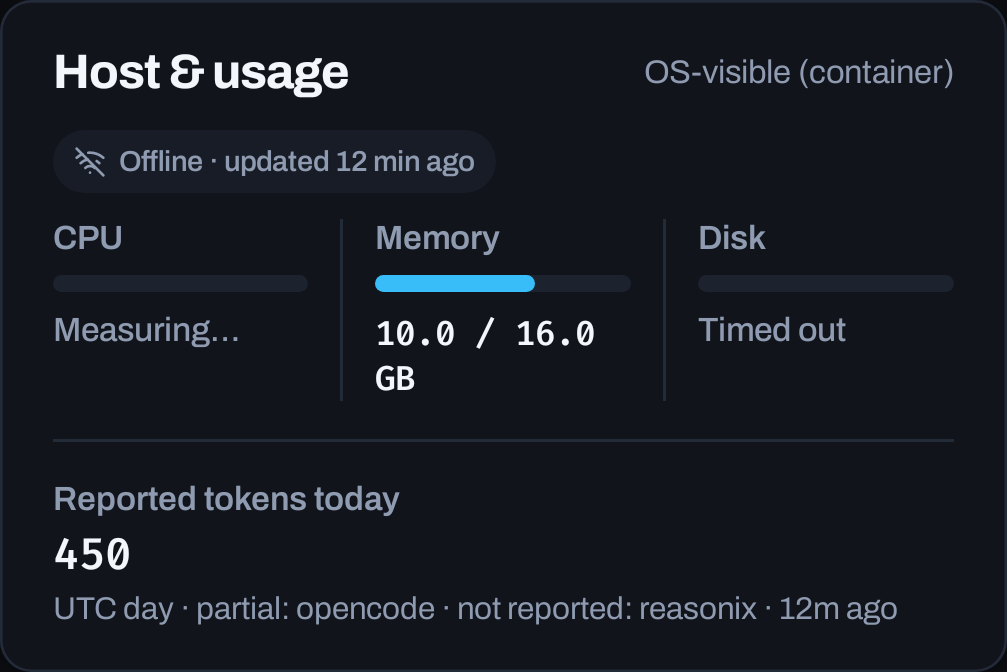 Host & usage
OS-visible (container)
Offline · updated 12 min ago
CPU
Measuring…
Memory
10.0 / 16.0
GB
Disk
Timed out
Reported tokens today
450
UTC day · partial: opencode · not reported: reasonix · 12m ago